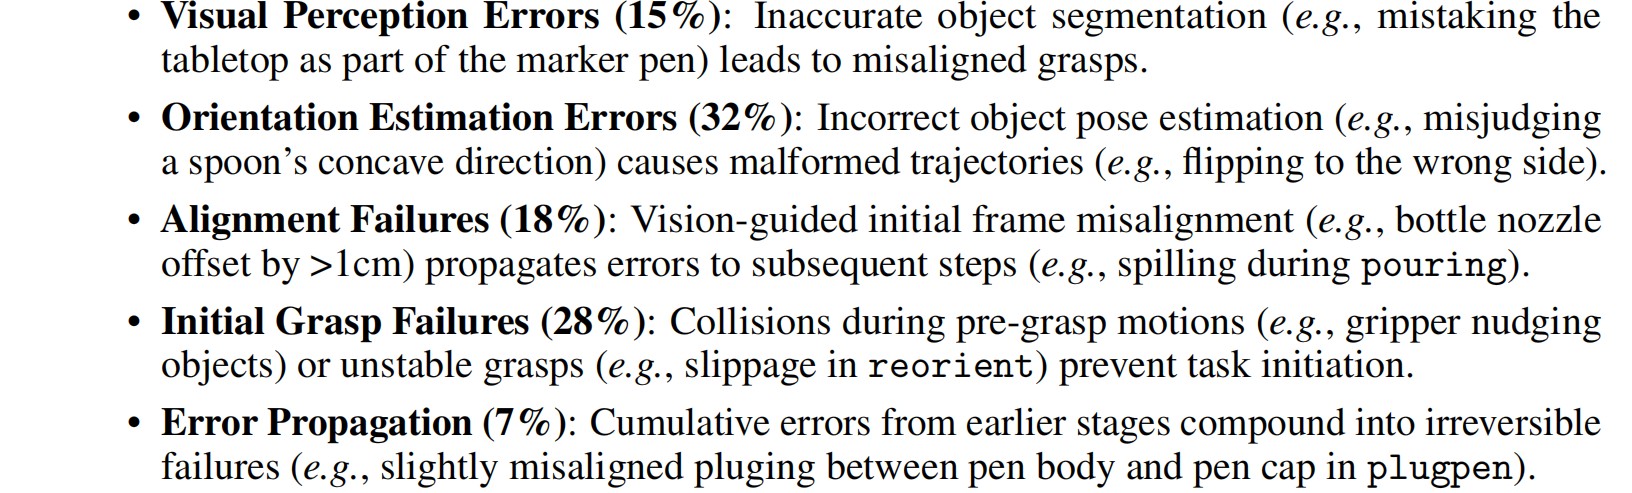 • Visual Perception Errors (15%): Inaccurate object segmentation (e.g., mistaking the
tabletop as part of the marker pen) leads to misaligned grasps.
• Orientation Estimation Errors (32%): Incorrect object pose estimation (e.g., misjudging
a spoon’s concave direction) causes malformed trajectories (e.g., flipping to the wrong side).
• Alignment Failures (18%): Vision-guided initial frame misalignment (e.g., bottle nozzle
offset by >1cm) propagates errors to subsequent steps (e.g., spilling during pouring).
• Initial Grasp Failures (28%): Collisions during pre-grasp motions (e.g., gripper nudging
objects) or unstable grasps (e.g., slippage in reorient) prevent task initiation.
• Error Propagation (7%): Cumulative errors from earlier stages compound into irreversible
failures (e.g., slightly misaligned pluging between pen body and pen cap in plugpen).